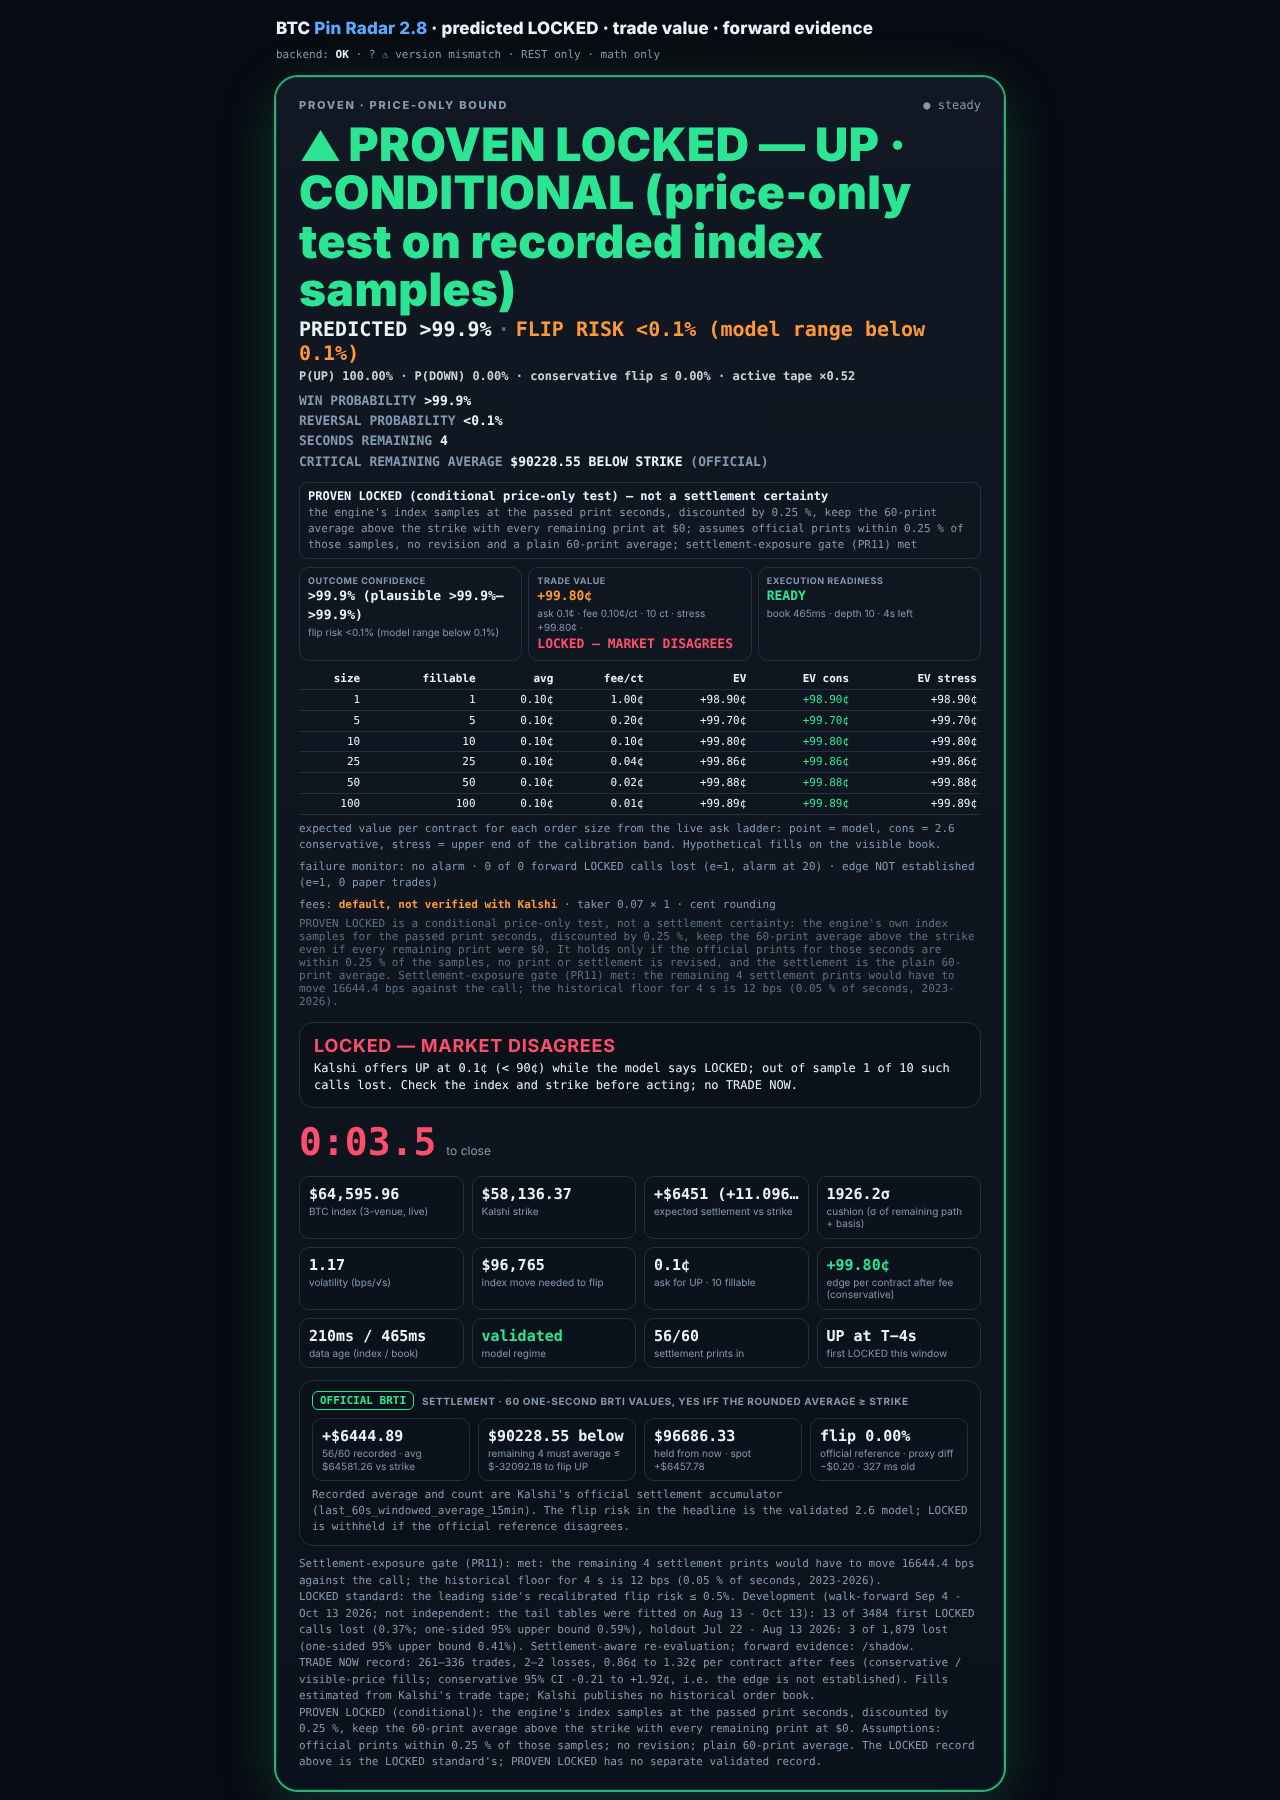 BTC Pin Radar 2.8 · predicted LOCKED · trade value · forward evidence
backend: OK · ? ⚠ version mismatch · REST only · math only
PROVEN · PRICE-ONLY BOUND
● steady
▲ PROVEN LOCKED — UP ·
CONDITIONAL (price-only
test on recorded index
samples)
PREDICTED >99.9% · FLIP RISK <0.1% (model range below
0.1%)
P(UP) 100.00% · P(DOWN) 0.00% · conservative flip ≤ 0.00% · active tape ×0.52
WIN PROBABILITY >99.9%
REVERSAL PROBABILITY <0.1%
SECONDS REMAINING 4
CRITICAL REMAINING AVERAGE $90228.55 BELOW STRIKE (OFFICIAL)
PROVEN LOCKED (conditional price-only test) — not a settlement certainty
the engine's index samples at the passed print seconds, discounted by 0.25 %, keep the 60-print
average above the strike with every remaining print at $0; assumes official prints within 0.25 % of
those samples, no revision and a plain 60-print average; settlement-exposure gate (PR11) met
OUTCOME CONFIDENCE
>99.9% (plausible >99.9%–
>99.9%)
flip risk <0.1% (model range below 0.1%)
TRADE VALUE
+99.80¢
ask 0.1¢ · fee 0.10¢/ct · 10 ct · stress
+99.80¢ ·
LOCKED — MARKET DISAGREES
EXECUTION READINESS
READY
book 465ms · depth 10 · 4s left
size fillable avg fee/ct EV EV cons EV stress
1 1 0.10¢ 1.00¢ +98.90¢ +98.90¢ +98.90¢
5 5 0.10¢ 0.20¢ +99.70¢ +99.70¢ +99.70¢
10 10 0.10¢ 0.10¢ +99.80¢ +99.80¢ +99.80¢
25 25 0.10¢ 0.04¢ +99.86¢ +99.86¢ +99.86¢
50 50 0.10¢ 0.02¢ +99.88¢ +99.88¢ +99.88¢
100 100 0.10¢ 0.01¢ +99.89¢ +99.89¢ +99.89¢
expected value per contract for each order size from the live ask ladder: point = model, cons = 2.6
conservative, stress = upper end of the calibration band. Hypothetical fills on the visible book.
failure monitor: no alarm · 0 of 0 forward LOCKED calls lost (e=1, alarm at 20) · edge NOT established
(e=1, 0 paper trades)
fees: default, not verified with Kalshi · taker 0.07 × 1 · cent rounding
PROVEN LOCKED is a conditional price-only test, not a settlement certainty: the engine's own index
samples for the passed print seconds, discounted by 0.25 %, keep the 60-print average above the strike
even if every remaining print were $0. It holds only if the official prints for those seconds are
within 0.25 % of the samples, no print or settlement is revised, and the settlement is the plain 60-
print average. Settlement-exposure gate (PR11) met: the remaining 4 settlement prints would have to
move 16644.4 bps against the call; the historical floor for 4 s is 12 bps (0.05 % of seconds, 2023-
2026).
LOCKED — MARKET DISAGREES
Kalshi offers UP at 0.1¢ (< 90¢) while the model says LOCKED; out of sample 1 of 10 such
calls lost. Check the index and strike before acting; no TRADE NOW.
0:03.5 to close
$64,595.96
BTC index (3-venue, live)
$58,136.37
Kalshi strike
+$6451 (+11.096…
expected settlement vs strike
1926.2σ
cushion (σ of remaining path
+ basis)
1.17
volatility (bps/√s)
$96,765
index move needed to flip
0.1¢
ask for UP · 10 fillable
+99.80¢
edge per contract after fee
(conservative)
210ms / 465ms
data age (index / book)
validated
model regime
56/60
settlement prints in
UP at T−4s
first LOCKED this window
OFFICIAL BRTI SETTLEMENT · 60 ONE-SECOND BRTI VALUES, YES IFF THE ROUNDED AVERAGE ≥ STRIKE
+$6444.89
56/60 recorded · avg
$64581.26 vs strike
$90228.55 below
remaining 4 must average ≤
$-32092.18 to flip UP
$96686.33
held from now · spot
+$6457.78
flip 0.00%
official reference · proxy diff
−$0.20 · 327 ms old
Recorded average and count are Kalshi's official settlement accumulator
(last_60s_windowed_average_15min). The flip risk in the headline is the validated 2.6 model; LOCKED
is withheld if the official reference disagrees.
Settlement-exposure gate (PR11): met: the remaining 4 settlement prints would have to move 16644.4 bps
against the call; the historical floor for 4 s is 12 bps (0.05 % of seconds, 2023-2026).
LOCKED standard: the leading side's recalibrated flip risk ≤ 0.5%. Development (walk-forward Sep 4 -
Oct 13 2026; not independent: the tail tables were fitted on Aug 13 - Oct 13): 13 of 3484 first LOCKED
calls lost (0.37%; one-sided 95% upper bound 0.59%), holdout Jul 22 - Aug 13 2026: 3 of 1,879 lost
(one-sided 95% upper bound 0.41%). Settlement-aware re-evaluation; forward evidence: /shadow.
TRADE NOW record: 261–336 trades, 2–2 losses, 0.86¢ to 1.32¢ per contract after fees (conservative /
visible-price fills; conservative 95% CI -0.21 to +1.92¢, i.e. the edge is not established). Fills
estimated from Kalshi's trade tape; Kalshi publishes no historical order book.
PROVEN LOCKED (conditional): the engine's index samples at the passed print seconds, discounted by
0.25 %, keep the 60-print average above the strike with every remaining print at $0. Assumptions:
official prints within 0.25 % of those samples; no revision; plain 60-print average. The LOCKED record
above is the LOCKED standard's; PROVEN LOCKED has no separate validated record.